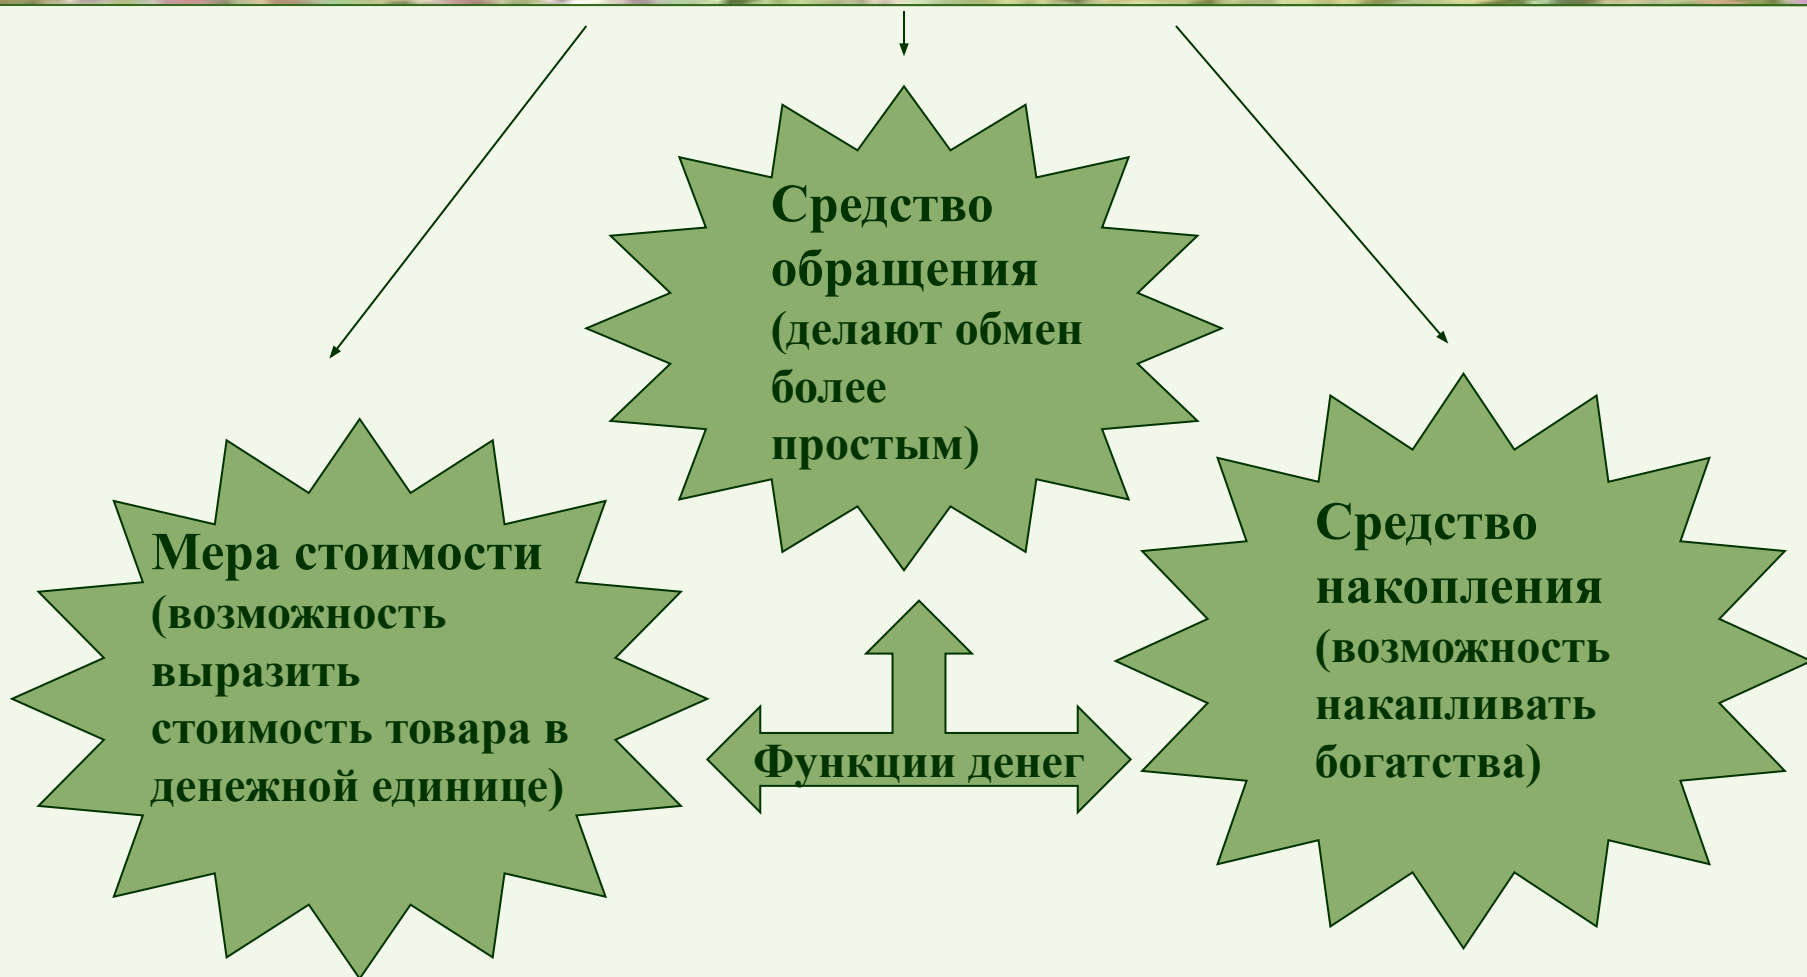 Средство
обращения
(делают обмен
более
простым)
Мера стоимости
(возможность
выразить
стоимость товара в
денежной единице)
Средство
накопления
(возможность
накапливать
богатства)
Функции денег